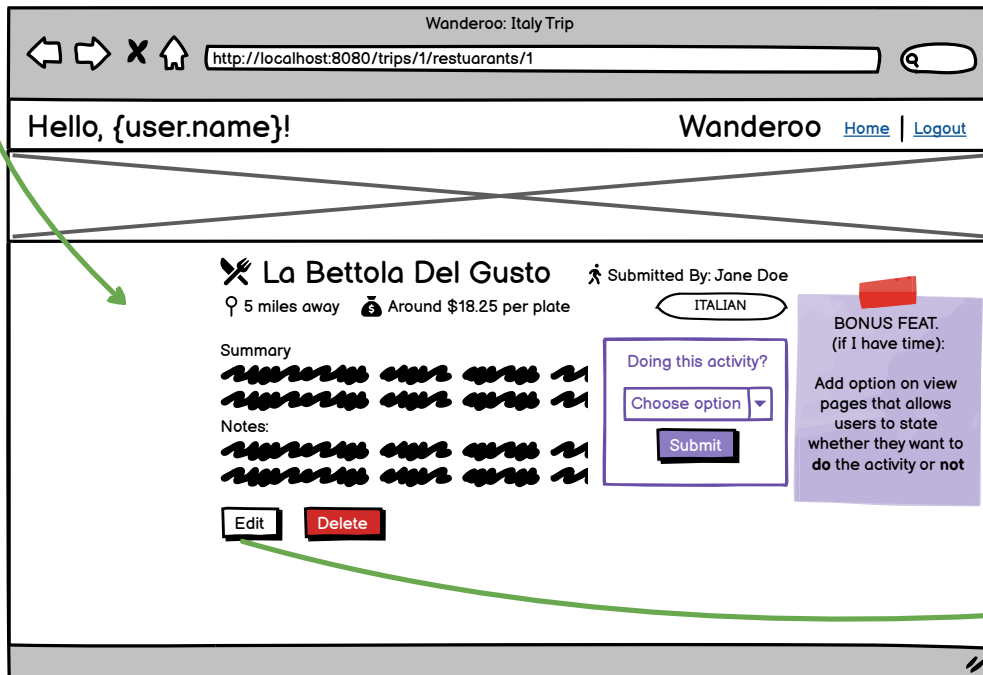 Wanderoo: Italy Trip
http://localhost:8080/trips/1/restuarants/1
Hello, {user.name}!
Wanderoo
Home | Logout
La Bettola Del Gusto
Submitted By: Jane Doe
5 miles away
Around $18.25 per plate
ITALIAN
Summary
Notes:
Doing this activity?
Choose option
Submit
Edit
Delete
BONUS FEAT.
(if I have time):
Add option on view
pages that allows
users to state
whether they want to
do the activity or not